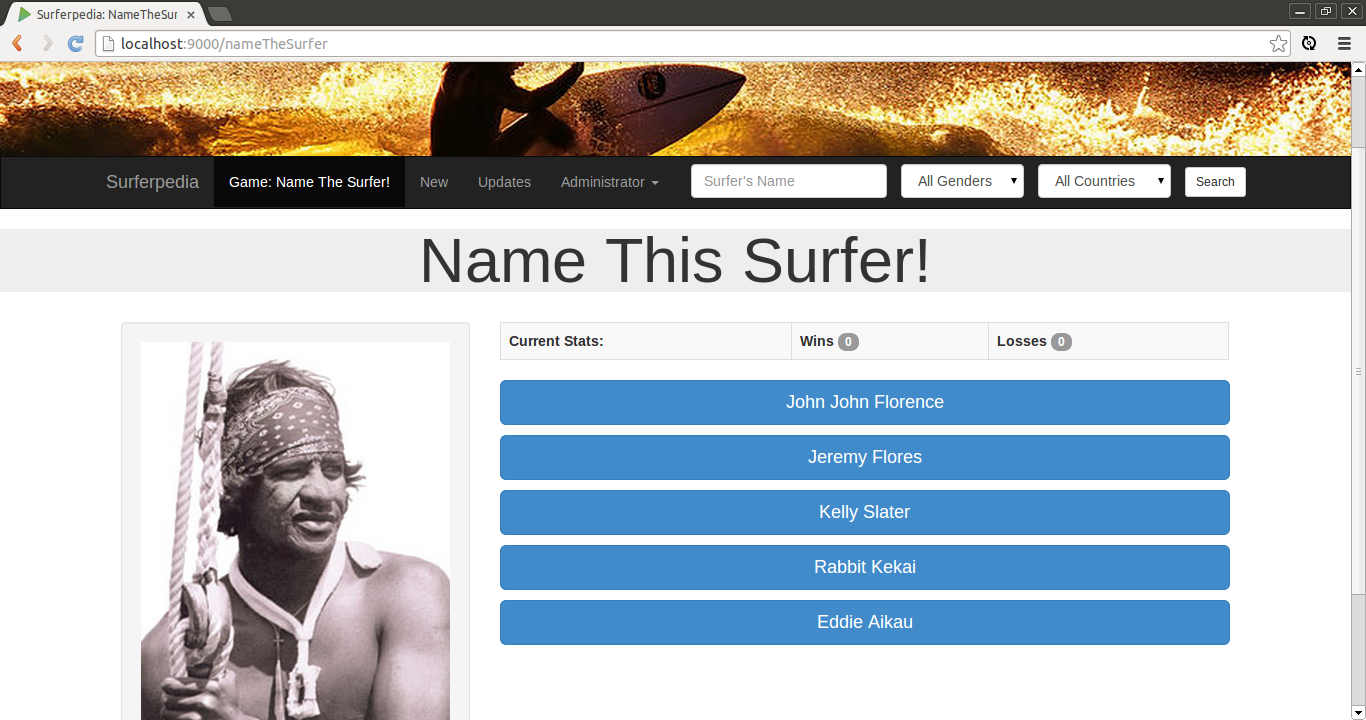 Surferpedia: NameTheSur
localhost:9000/nameTheSurfer
Surferpedia Game: Name The Surfer! New Updates Administrator Surfer's Name All Genders All Countries Search
Name This Surfer!
Current Stats: Wins 0 Losses 0
John John Florence
Jeremy Flores
Kelly Slater
Rabbit Kekai
Eddie Aikau